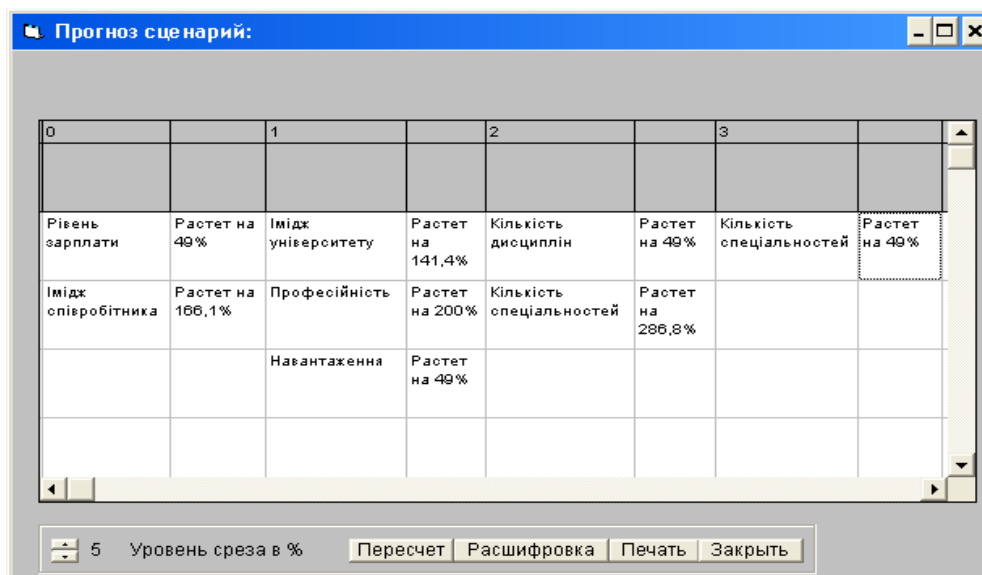 Прогноз сценарий:
0 1 2 3
Рівень Растет на Імідж Растет Кількість Растет Кількість Растет
зарплати 49% університету на дисциплін на 49% спеціальностей на 49%
141,4%
Імідж Растет на Професійність Растет Кількість Растет
співробітника 166,1% на 200% спеціальностей на
286,8%
Навантаження Растет
на 49%
5 Уровень среза в % Пересчет Расшифровка Печать Закрыть